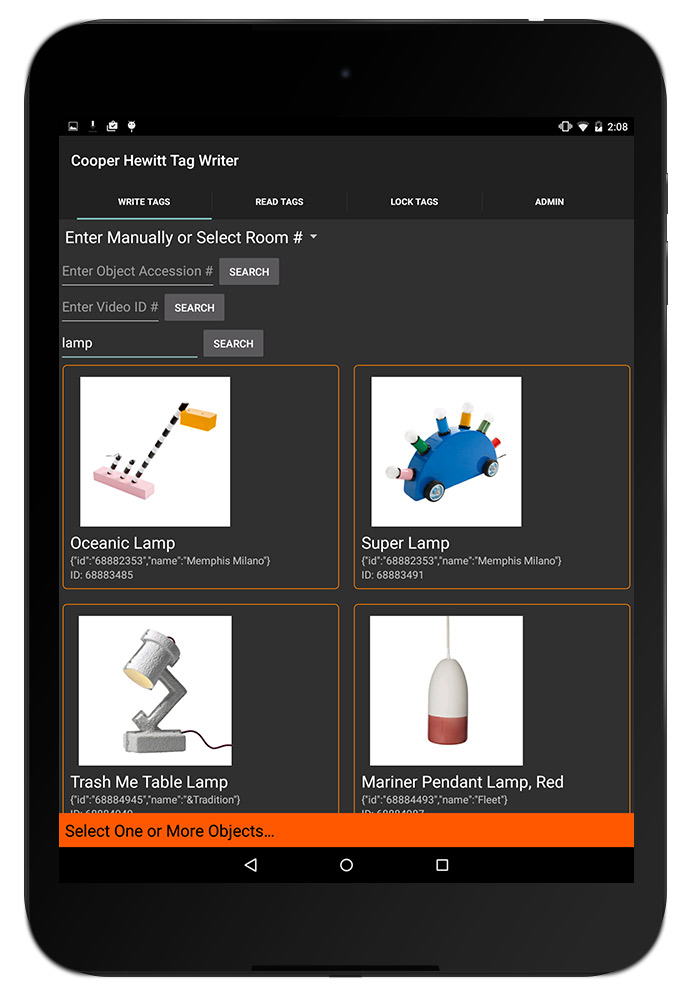 2:08
Cooper Hewitt Tag Writer
WRITE TAGS READ TAGS LOCK TAGS ADMIN
Enter Manually or Select Room #
Enter Object Accession # SEARCH
Enter Video ID # SEARCH
lamp SEARCH
Oceanic Lamp
{"id":"68882353","name":"Memphis Milano"}
ID: 68883485
Super Lamp
{"id":"68882353","name":"Memphis Milano"}
ID: 68883491
Trash Me Table Lamp
{"id":"68884945","name":"&Tradition"}
Mariner Pendant Lamp, Red
{"id":"68884493","name":"Fleet"}
Select One or More Objects...